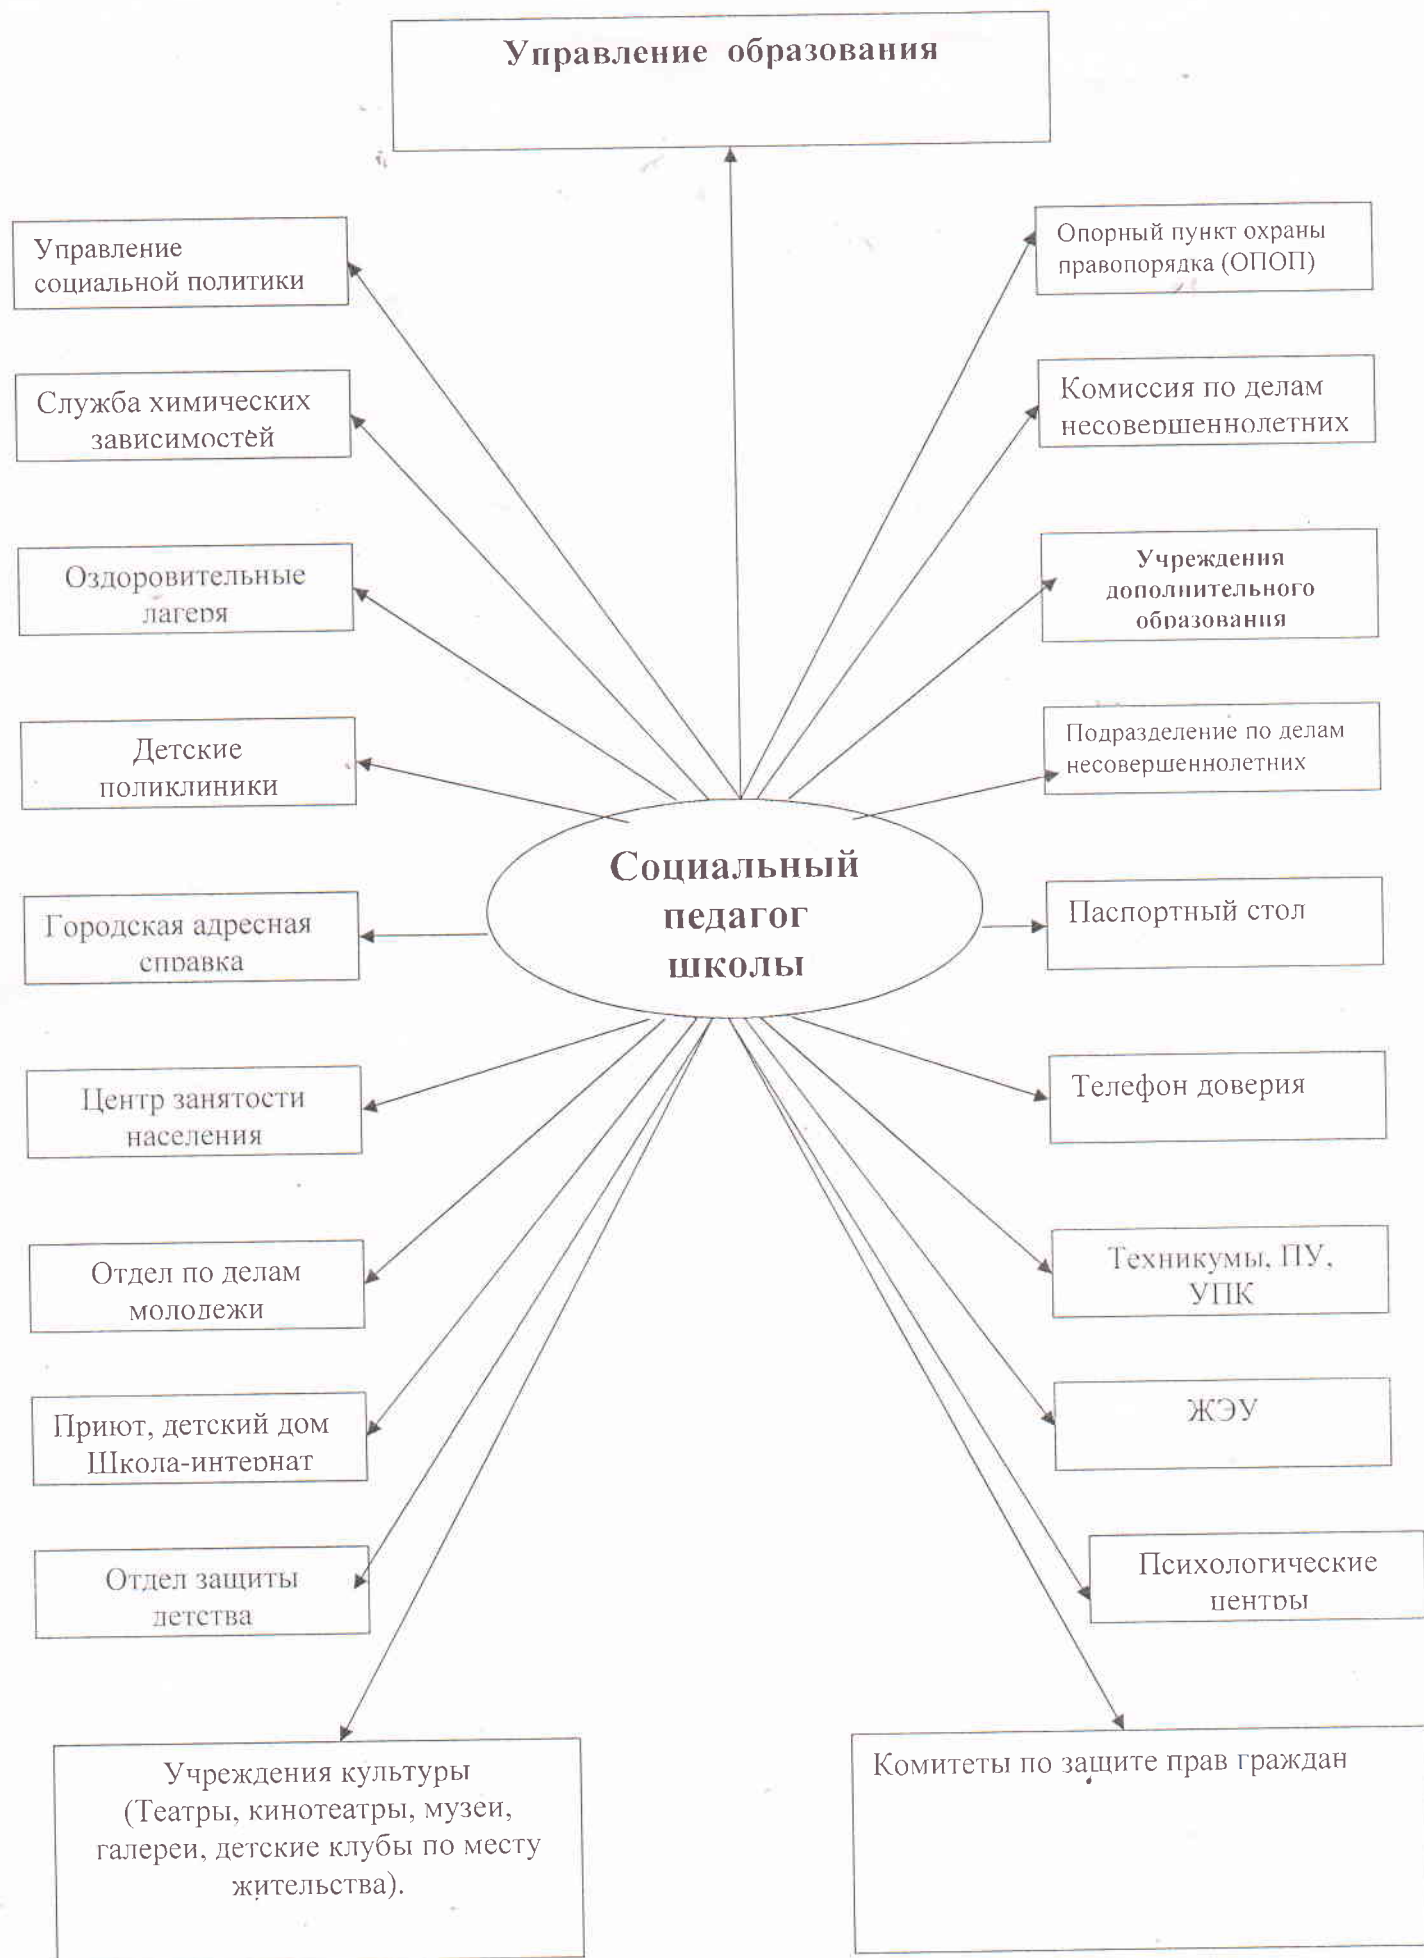 Управление образования
Управление
социальной политики
Опорный пункт охраны
правопорядка (ОПОП)
Служба химических
зависимостей
Комиссия по делам
несовершеннолетних
Оздоровительные
лагеря
Учреждения
дополнительного
образования
Детские
поликлиники
Подразделение по делам
несовершеннолетних
Социальный
педагог
школы
Городская адресная
справка
Паспортный стол
Центр занятости
населения
Телефон доверия
Отдел по делам
молодежи
Техникумы, ПУ,
УПК
Приют, детский дом
Школа-интернат
ЖЭУ
Отдел защиты
детства
Психологические
центры
Учреждения культуры
(Театры, кинотеатры, музеи,
галереи, детские клубы по месту
жительства).
Комитеты по защите прав граждан